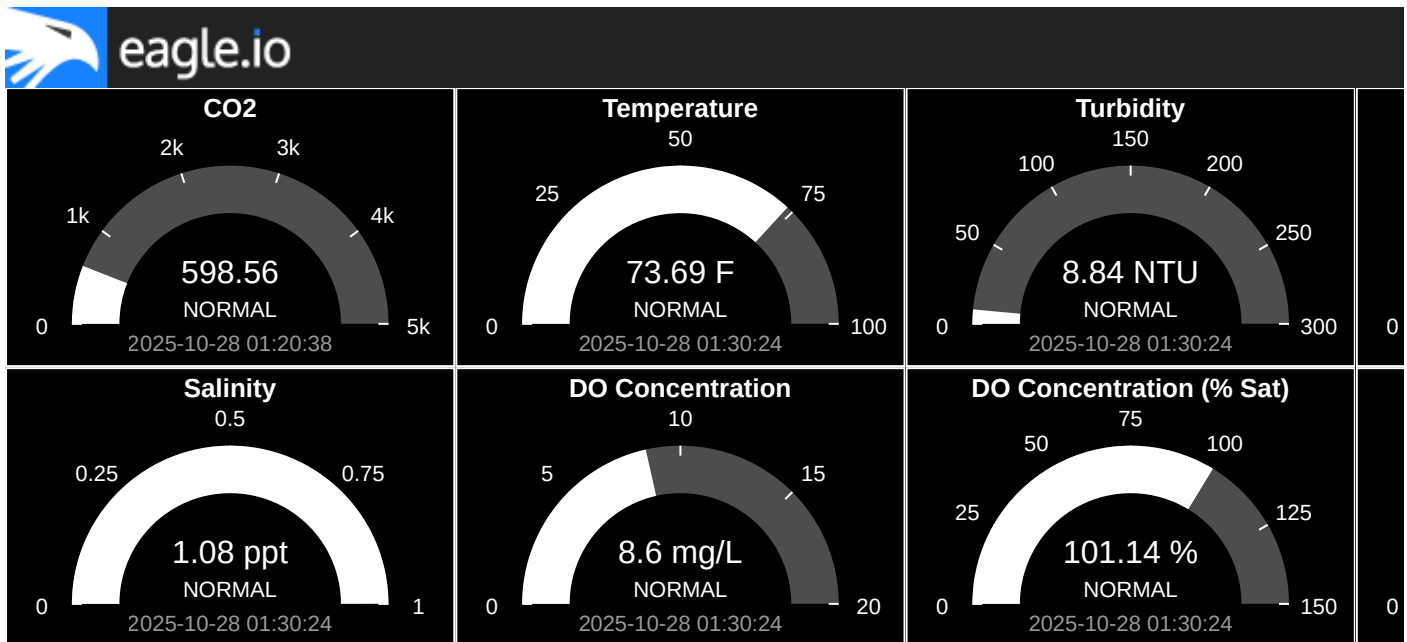 eagle.io
CO2
2k 3k
1k 4k
598.56
NORMAL
0 5k
2025-10-28 01:20:38
Temperature
50
25 75
73.69 F
NORMAL
0 100
2025-10-28 01:30:24
Turbidity
150
100 200
50 250
8.84 NTU
NORMAL
0 300
2025-10-28 01:30:24
0
Salinity
0.5
0.25 0.75
1.08 ppt
NORMAL
0 1
2025-10-28 01:30:24
DO Concentration
10
5 15
8.6 mg/L
NORMAL
0 20
2025-10-28 01:30:24
DO Concentration (% Sat)
75
50 100
25 125
101.14 %
NORMAL
0 150
2025-10-28 01:30:24
0